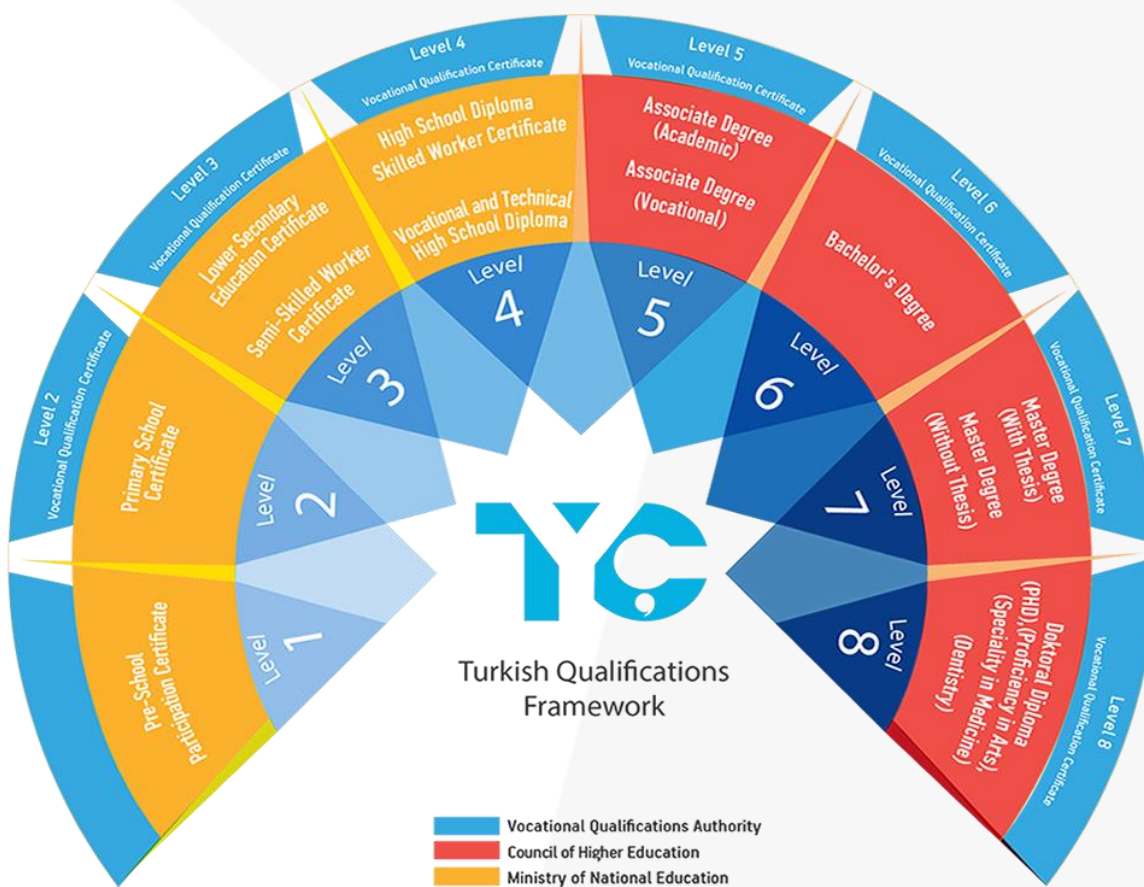 Level 2
Vocational Qualification Certificate
Level 3
Vocational Qualification Certificate
Level 4
Vocational Qualification Certificate
Level 5
Vocational Qualification Certificate
Level 6
Vocational Qualification Certificate
Level 7
Vocational Qualification Certificate
Level 8
Vocational Qualification Certificate
Pre-School
Participation Certificate
Primary School
Certificate
Lower Secondary
Education Certificate
Semi-Skilled Worker
Certificate
High School Diploma
Skilled Worker Certificate
Vocational and Technical
High School Diploma
Associate Degree
(Academic)
Associate Degree
(Vocational)
Bachelor's Degree
Master Degree
(With Thesis)
Master Degree
(Without Thesis)
Doktoral Diploma
(PHD),(Proficiency in Arts),
(Speciality in Medicine)
(Dentistry)
Level
1
Level
2
Level
3
Level
4
Level
5
Level
6
Level
7
Level
8
TYC
Turkish Qualifications
Framework
Vocational Qualifications Authority
Council of Higher Education
Ministry of National Education